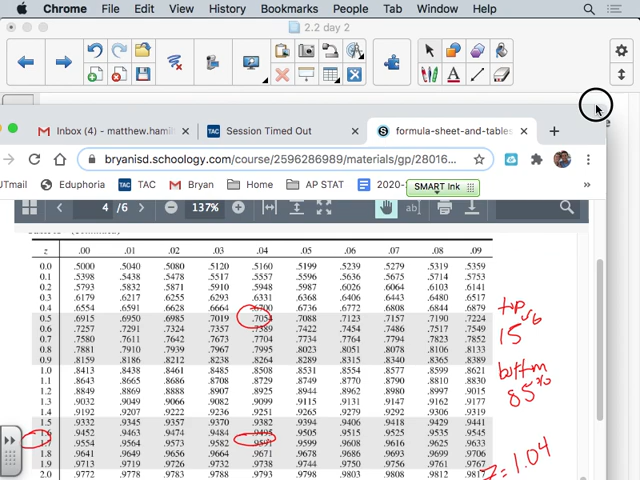 Chrome File Edit View History Bookmarks People Tab Window Help
2.2 day 2
Inbox (4) - matthew.hamil
Session Timed Out
formula-sheet-and-tables
bryanisd.schoology.com/course/2596286989/materials/gp/28016...
UTmail Eduphoria TAC Bryan Home AP STAT 2020- SMART Ink
4 /6 137%
z .00 .01 .02 .03 .04 .05 .06 .07 .08 .09
0.0 .5000 .5040 .5080 .5120 .5160 .5199 .5239 .5279 .5319 .5359
0.1 .5398 .5438 .5478 .5517 .5557 .5596 .5636 .5675 .5714 .5753
0.2 .5793 .5832 .5871 .5910 .5948 .5987 .6026 .6064 .6103 .6141
0.3 .6179 .6217 .6255 .6293 .6331 .6368 .6406 .6443 .6480 .6517
0.4 .6554 .6591 .6628 .6664 .6700 .6736 .6772 .6808 .6844 .6879
0.5 .6915 .6950 .6985 .7019 .7054 .7088 .7123 .7157 .7190 .7224
0.6 .7257 .7291 .7324 .7357 .7389 .7422 .7454 .7486 .7517 .7549
0.7 .7580 .7611 .7642 .7673 .7704 .7734 .7764 .7794 .7823 .7852
0.8 .7881 .7910 .7939 .7967 .7995 .8023 .8051 .8078 .8106 .8133
0.9 .8159 .8186 .8212 .8238 .8264 .8289 .8315 .8340 .8365 .8389
1.0 .8413 .8438 .8461 .8485 .8508 .8531 .8554 .8577 .8599 .8621
1.1 .8643 .8665 .8686 .8708 .8729 .8749 .8770 .8790 .8810 .8830
1.2 .8849 .8869 .8888 .8907 .8925 .8944 .8962 .8980 .8997 .9015
1.3 .9032 .9049 .9066 .9082 .9099 .9115 .9131 .9147 .9162 .9177
1.4 .9192 .9207 .9222 .9236 .9251 .9265 .9279 .9292 .9306 .9319
1.5 .9332 .9345 .9357 .9370 .9382 .9394 .9406 .9418 .9429 .9441
1.6 .9452 .9463 .9474 .9484 .9495 .9505 .9515 .9525 .9535 .9545
1.7 .9554 .9564 .9573 .9582 .9591 .9599 .9608 .9616 .9625 .9633
1.8 .9641 .9649 .9656 .9664 .9671 .9678 .9686 .9693 .9699 .9706
1.9 .9713 .9719 .9726 .9732 .9738 .9744 .9750 .9756 .9761 .9767
2.0 .9772 .9778 .9783 .9788 .9793 .9798 .9803 .9808 .9812 .9817
top
15 %
bottom
85%
z = 1.04